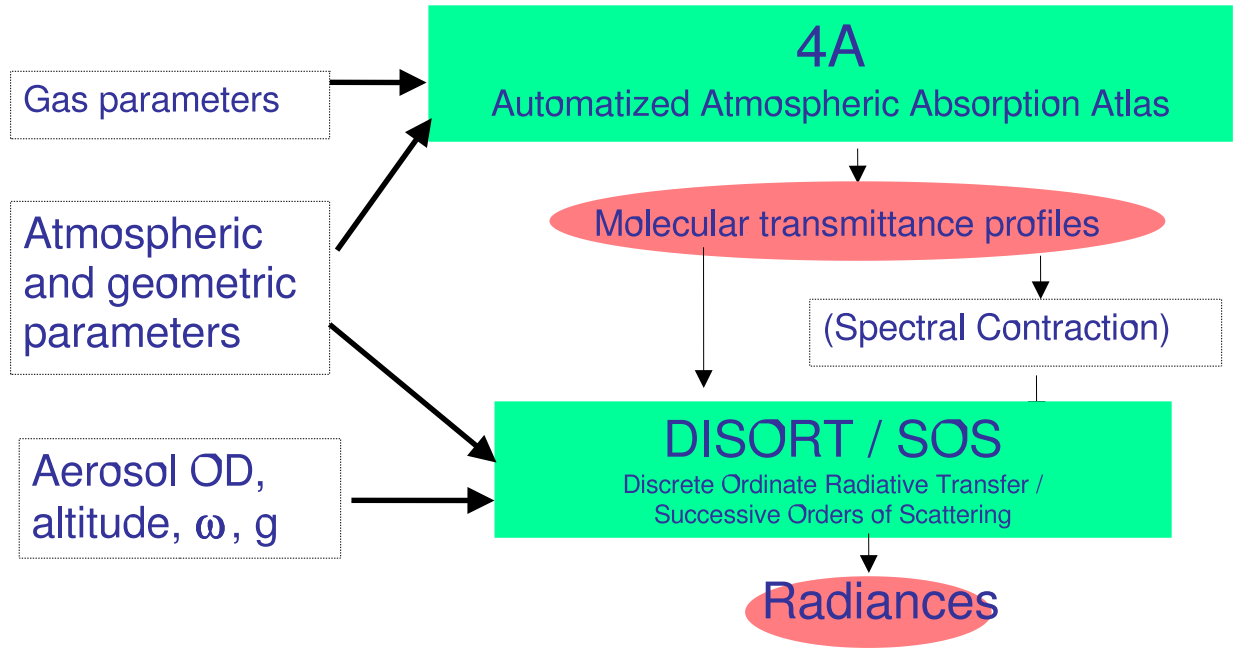 4A
Automatized Atmospheric Absorption Atlas
Gas parameters
Molecular transmittance profiles
Atmospheric
and geometric
parameters
(Spectral Contraction)
DISORT / SOS
Discrete Ordinate Radiative Transfer /
Successive Orders of Scattering
Aerosol OD,
altitude, ω, g
Radiances